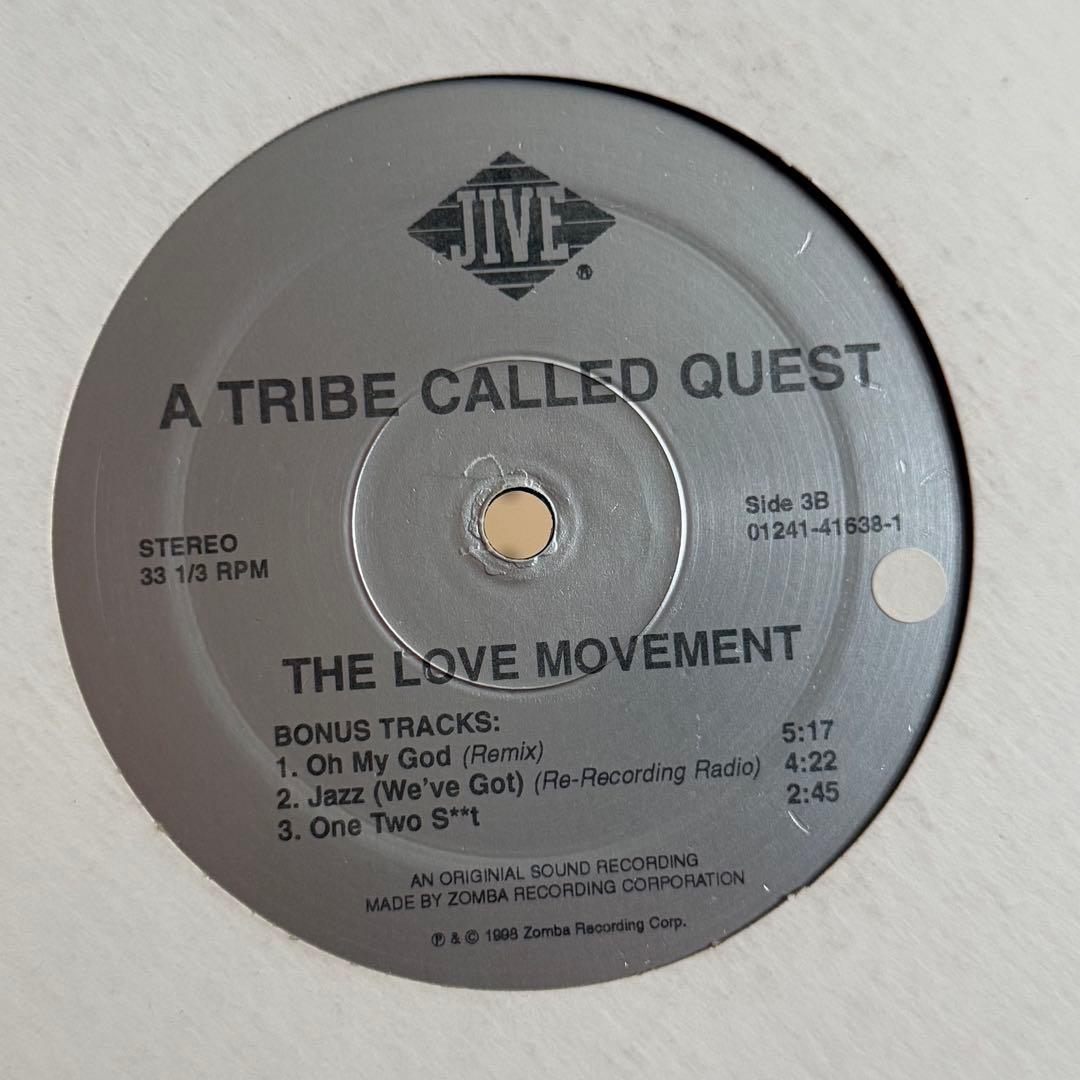 JIVE
®
A TRIBE CALLED QUEST
Side 3B
01241-41638-1
STEREO
33 1/3 RPM
THE LOVE MOVEMENT
BONUS TRACKS:
1. Oh My God (Remix) 5:17
2. Jazz (We've Got) (Re-Recording Radio) 4:22
3. One Two S**t 2:45
AN ORIGINIAL SOUND RECORDING
MADE BY ZOMBA RECORDING CORPORATION
℗ & © 1998 Zomba Recording Corp.